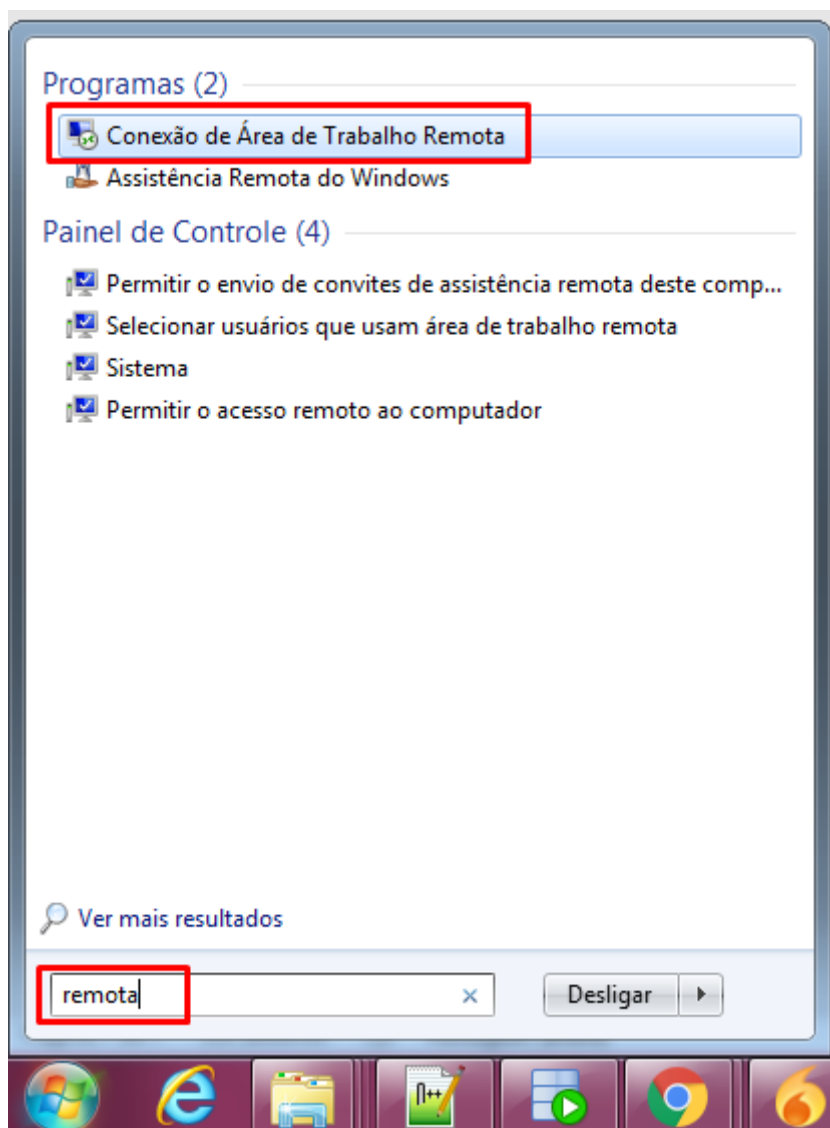 Programas (2)
Conexão de Área de Trabalho Remota
Assistência Remota do Windows
Painel de Controle (4)
Permitir o envio de convites de assistência remota deste comp...
Selecionar usuários que usam área de trabalho remota
Sistema
Permitir o acesso remoto ao computador
Ver mais resultados
remota
Desligar
n++